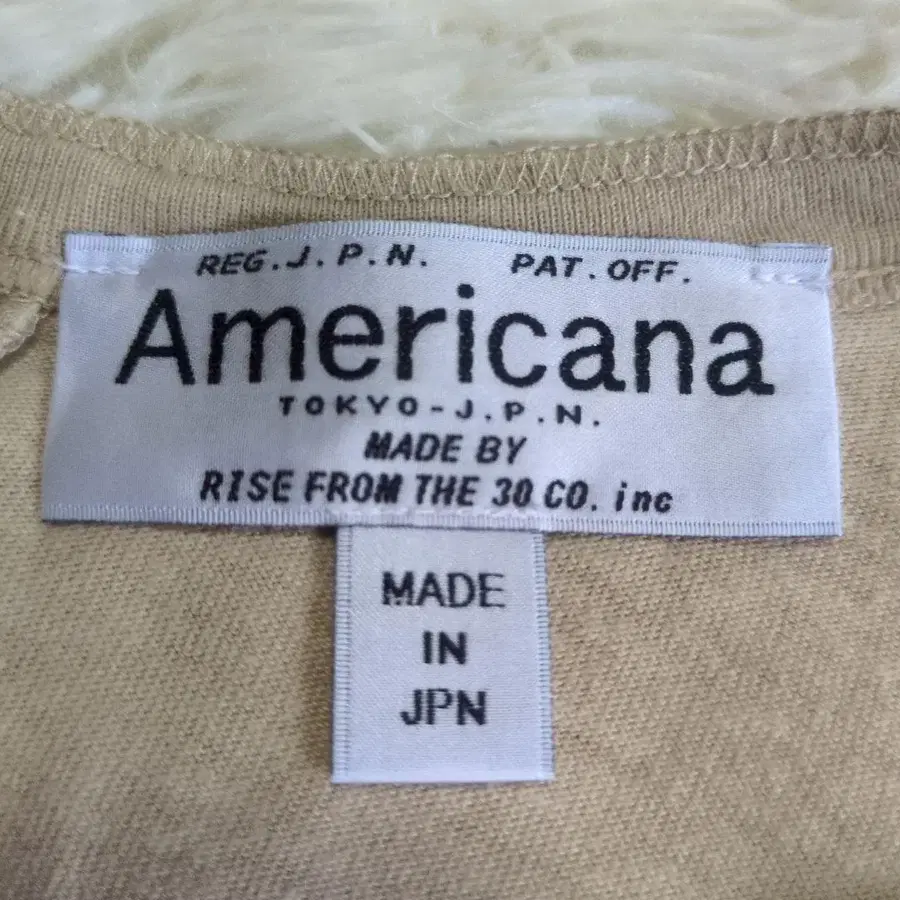 REG.J.P.N. PAT.OFF.
Americana
TOKYO-J.P.N.
MADE BY
RISE FROM THE 30 CO. inc
MADE
IN
JPN